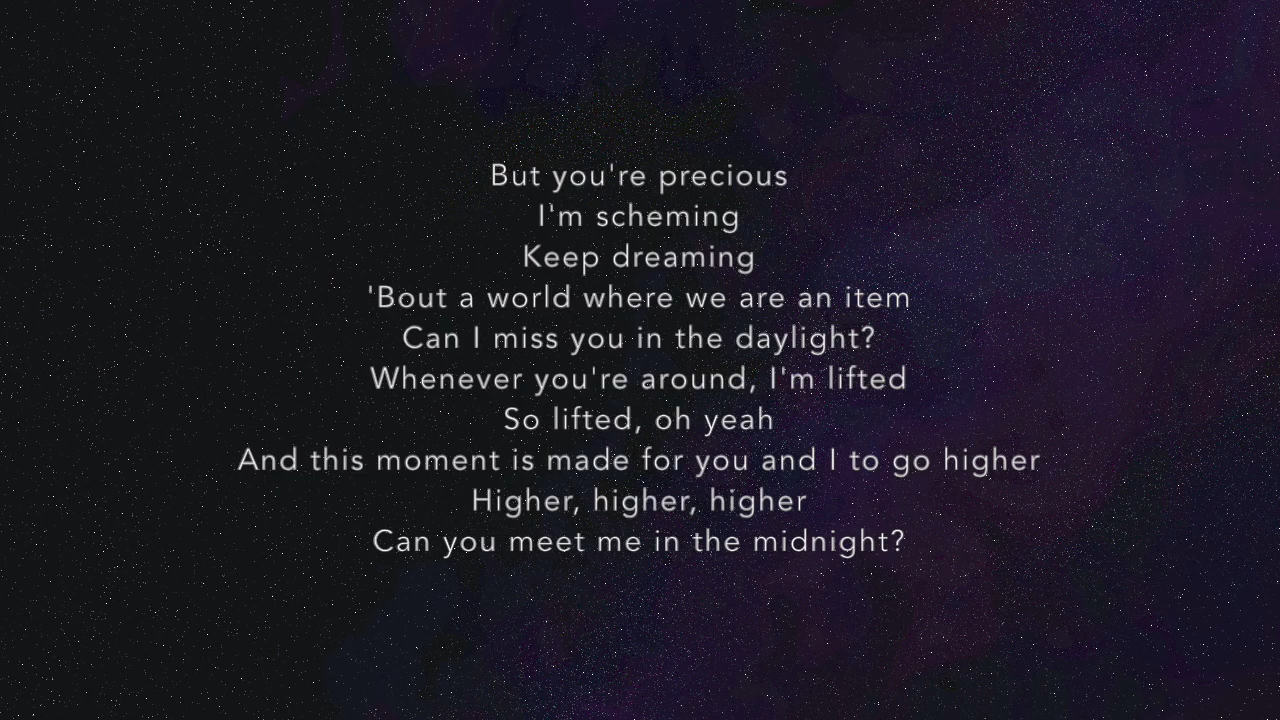 But you're precious
I'm scheming
Keep dreaming
'Bout a world where we are an item
Can I miss you in the daylight?
Whenever you're around, I'm lifted
So lifted, oh yeah
And this moment is made for you and I to go higher
Higher, higher, higher
Can you meet me in the midnight?